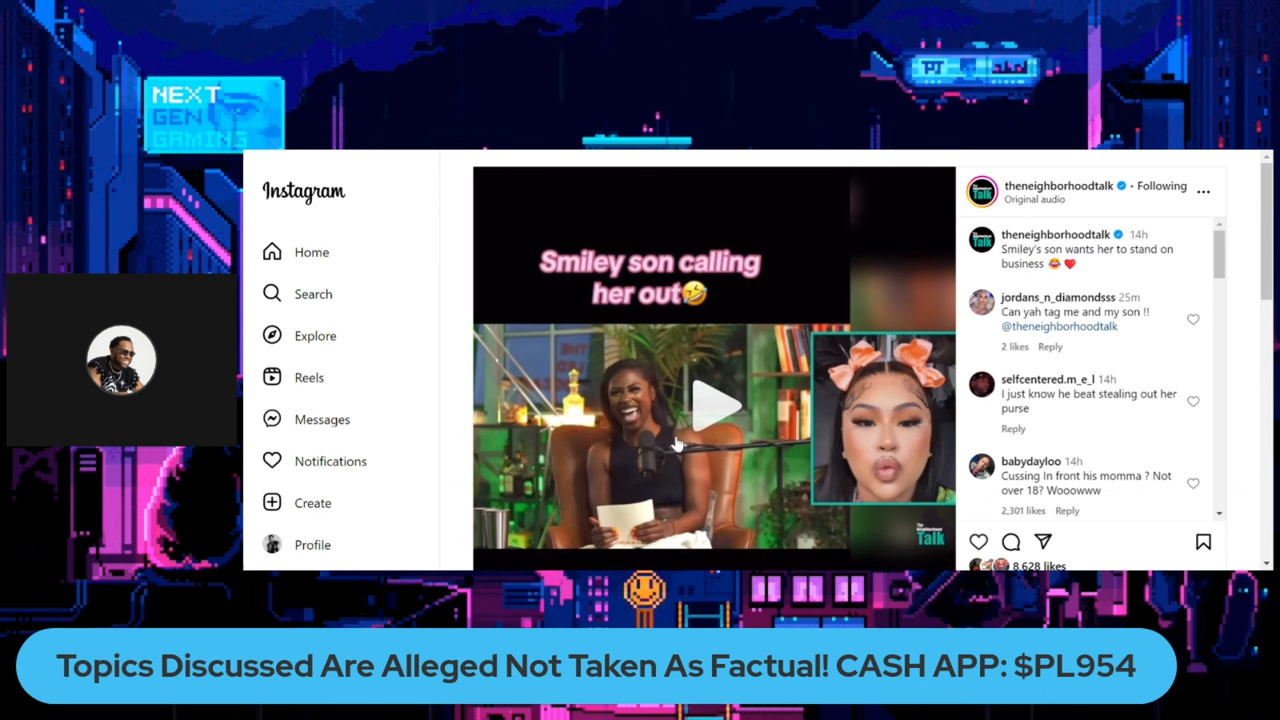 NEXT
GEN
GAMING
Instagram
Home
Search
Explore
Reels
Messages
Notifications
Create
Profile
Smiley son calling
her out🤣
The
Neighborhood
Talk
theneighborhoodtalk • Following
Original audio
theneighborhoodtalk 14h
Smiley's son wants her to stand on
business 😂 ❤️
jordans_n_diamondsss 25m
Can yah tag me and my son !!
@theneighborhoodtalk
2 likes Reply
selfcentered.m_e_l 14h
I just know he beat stealing out her
purse
Reply
babydayloo 14h
Cussing In front his momma ? Not
over 18? Wooowww
2,301 likes Reply
8,628 likes
Topics Discussed Are Alleged Not Taken As Factual! CASH APP: $PL954